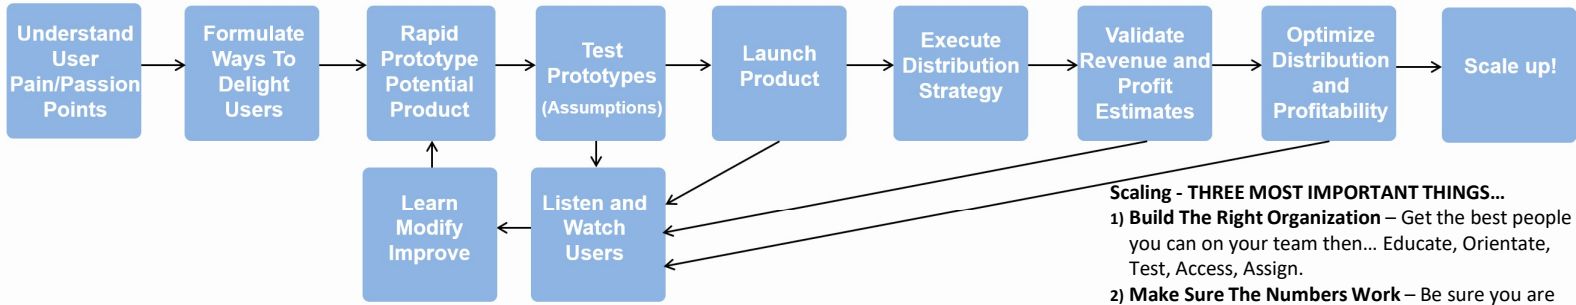 Understand
User
Pain/Passion
Points
Formulate
Ways To
Delight
Users
Rapid
Prototype
Potential
Product
Test
Prototypes
(Assumptions)
Launch
Product
Execute
Distribution
Strategy
Validate
Revenue and
Profit
Estimates
Optimize
Distribution
and
Profitability
Scale up!
Learn
Modify
Improve
Listen and
Watch
Users
Scaling - THREE MOST IMPORTANT THINGS…
1) Build The Right Organization – Get the best people
you can on your team then… Educate, Orientate,
Test, Access, Assign.
2) Make Sure The Numbers Work – Be sure you are